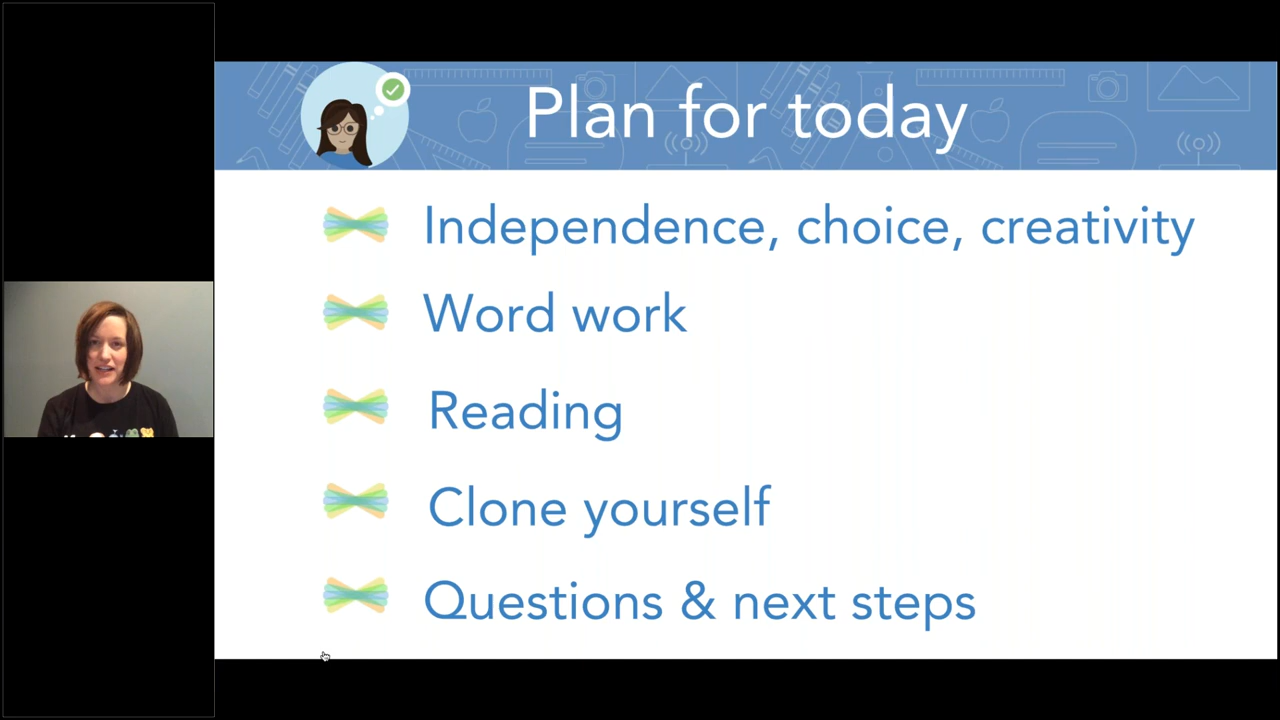 Plan for today
Independence, choice, creativity
Word work
Reading
Clone yourself
Questions & next steps